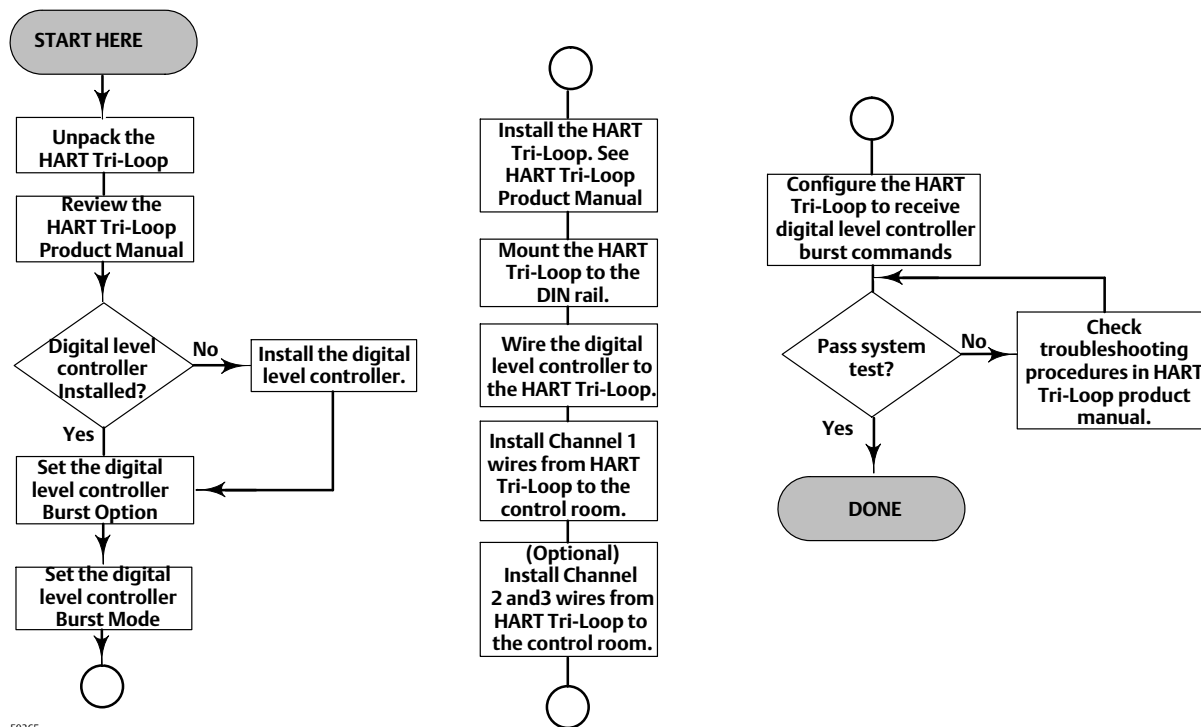 START HERE
Unpack the
HART Tri-Loop
Review the
HART Tri-Loop
Product Manual
Digital level
controller
Installed?
No
Install the digital
level controller.
Yes
Set the digital
level controller
Burst Option
Set the digital
level controller
Burst Mode
Install the HART
Tri-Loop. See
HART Tri-Loop
Product Manual
Mount the HART
Tri-Loop to the
DIN rail.
Wire the digital
level controller to
the HART Tri-Loop.
Install Channel 1
wires from HART
Tri-Loop to the
control room.
(Optional)
Install Channel
2 and3 wires from
HART Tri-Loop to
the control room.
Configure the HART
Tri-Loop to receive
digital level controller
burst commands
Pass system
test?
No
Check
troubleshooting
procedures in HART
Tri-Loop product
manual.
Yes
DONE